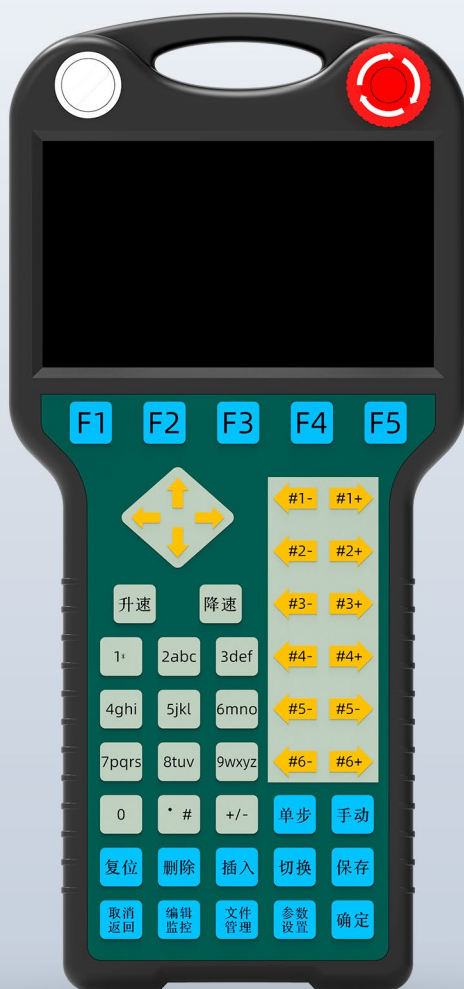 F1 F2 F3 F4 F5
#1- #1+
#2- #2+
升速 降速 #3- #3+
1* 2abc 3def #4- #4+
4ghi 5jkl 6mno #5- #5-
7pqrs 8tuv 9wxyz #6- #6+
0 · # +/- 单步 手动
复位 删除 插入 切换 保存
取消 编辑 文件 参数
返回 监控 管理 设置 确定